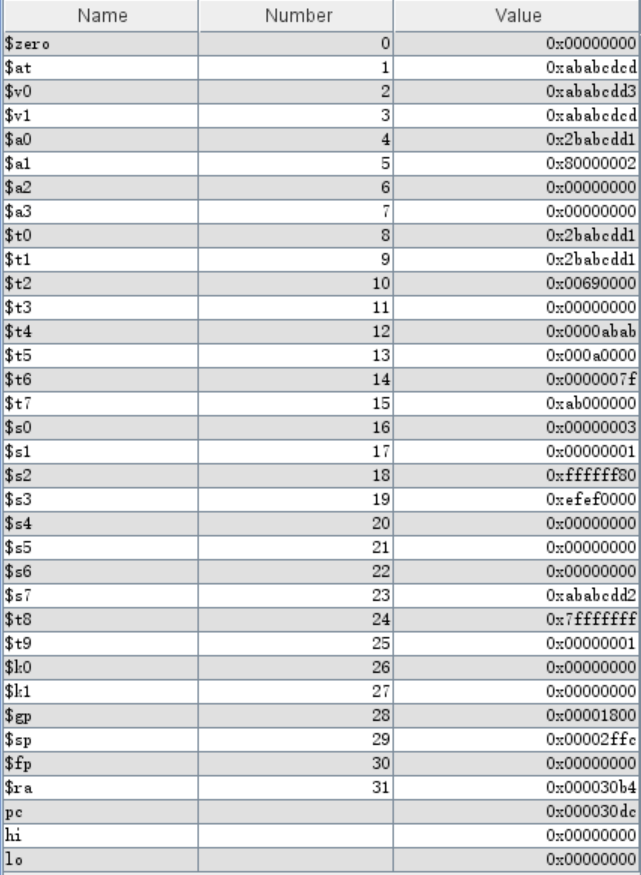 Name Number Value
$zero 0 0x00000000
$at 1 0xababcdcd
$v0 2 0xababcdd3
$v1 3 0xababcdcd
$a0 4 0x2babcdd1
$a1 5 0x80000002
$a2 6 0x00000000
$a3 7 0x00000000
$t0 8 0x2babcdd1
$t1 9 0x2babcdd1
$t2 10 0x00690000
$t3 11 0x00000000
$t4 12 0x0000abab
$t5 13 0x000a0000
$t6 14 0x0000007f
$t7 15 0xab000000
$s0 16 0x00000003
$s1 17 0x00000001
$s2 18 0xffffff80
$s3 19 0xefef0000
$s4 20 0x00000000
$s5 21 0x00000000
$s6 22 0x00000000
$s7 23 0xababcdd2
$t8 24 0x7fffffff
$t9 25 0x00000001
$k0 26 0x00000000
$k1 27 0x00000000
$gp 28 0x00001800
$sp 29 0x00002ffc
$fp 30 0x00000000
$ra 31 0x000030b4
pc 0x000030dc
hi 0x00000000
lo 0x00000000